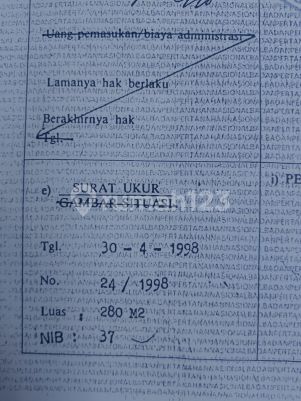 Uang pemasukan/biaya administrasi
Lamanya hak berlaku
Berakhirnya hak
Tgl.
e) SURAT UKUR
GAMBAR SITUASI
Tgl. 30 - 4 - 1998
No. 24 / 1998
Luas : 280 M2
NIB : 37
j) PE